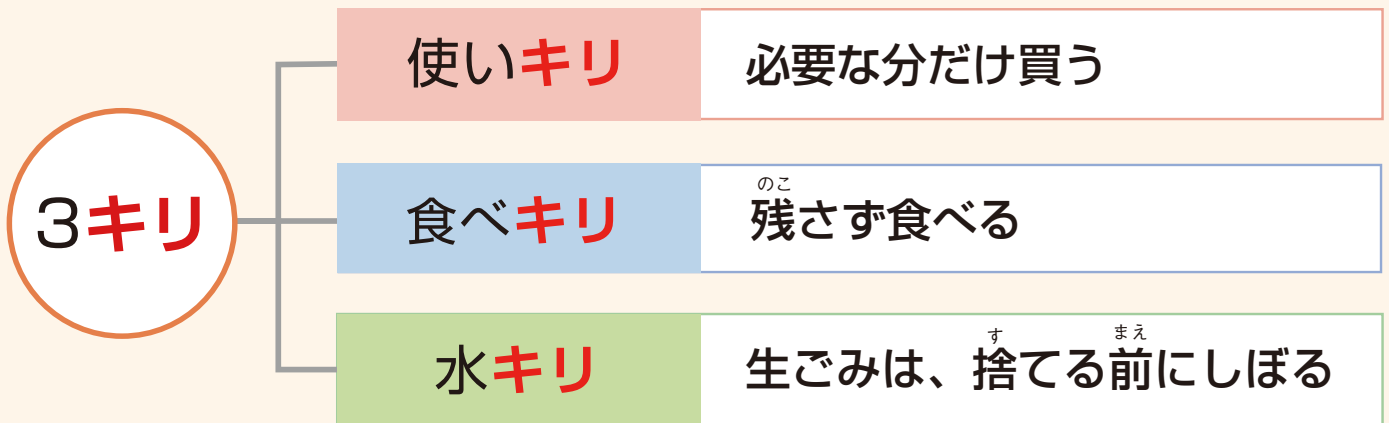 3キリ
使いキリ
必要な分だけ買う
食べキリ
のこ
残さず食べる
水キリ
す まえ
生ごみは、捨てる前にしぼる